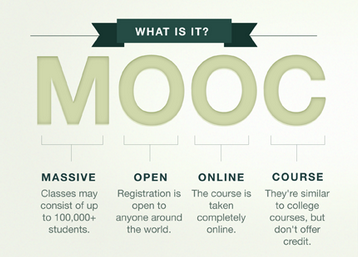 WHAT IS IT?
MOOC
MASSIVE
Classes may
consist of up
to 100,000+
students.
OPEN
Registration is
open to
anyone around
the world.
ONLINE
The course is
taken
completely
online.
COURSE
They're similar
to college
courses, but
don't offer
credit.